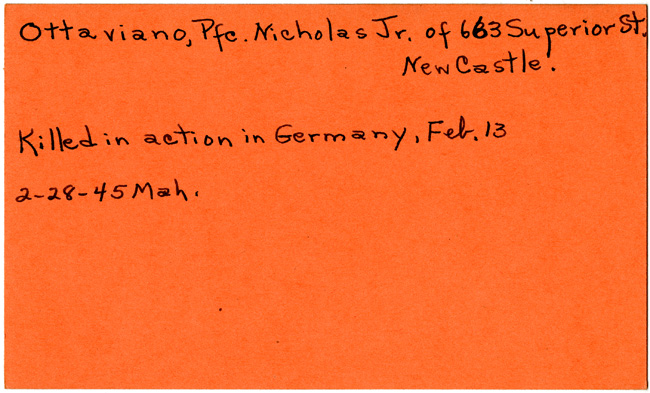 Ottaviano, Pfc. Nicholas Jr. of 663 Superior St.
New Castle.
Killed in action in Germany, Feb. 13
2-28-45 Mah.